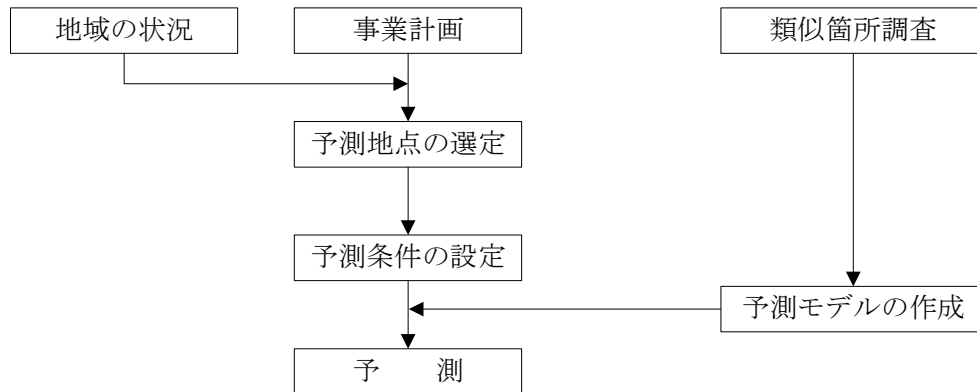 地域の状況
事業計画
類似箇所調査
予測地点の選定
予測条件の設定
予測モデルの作成
予　測